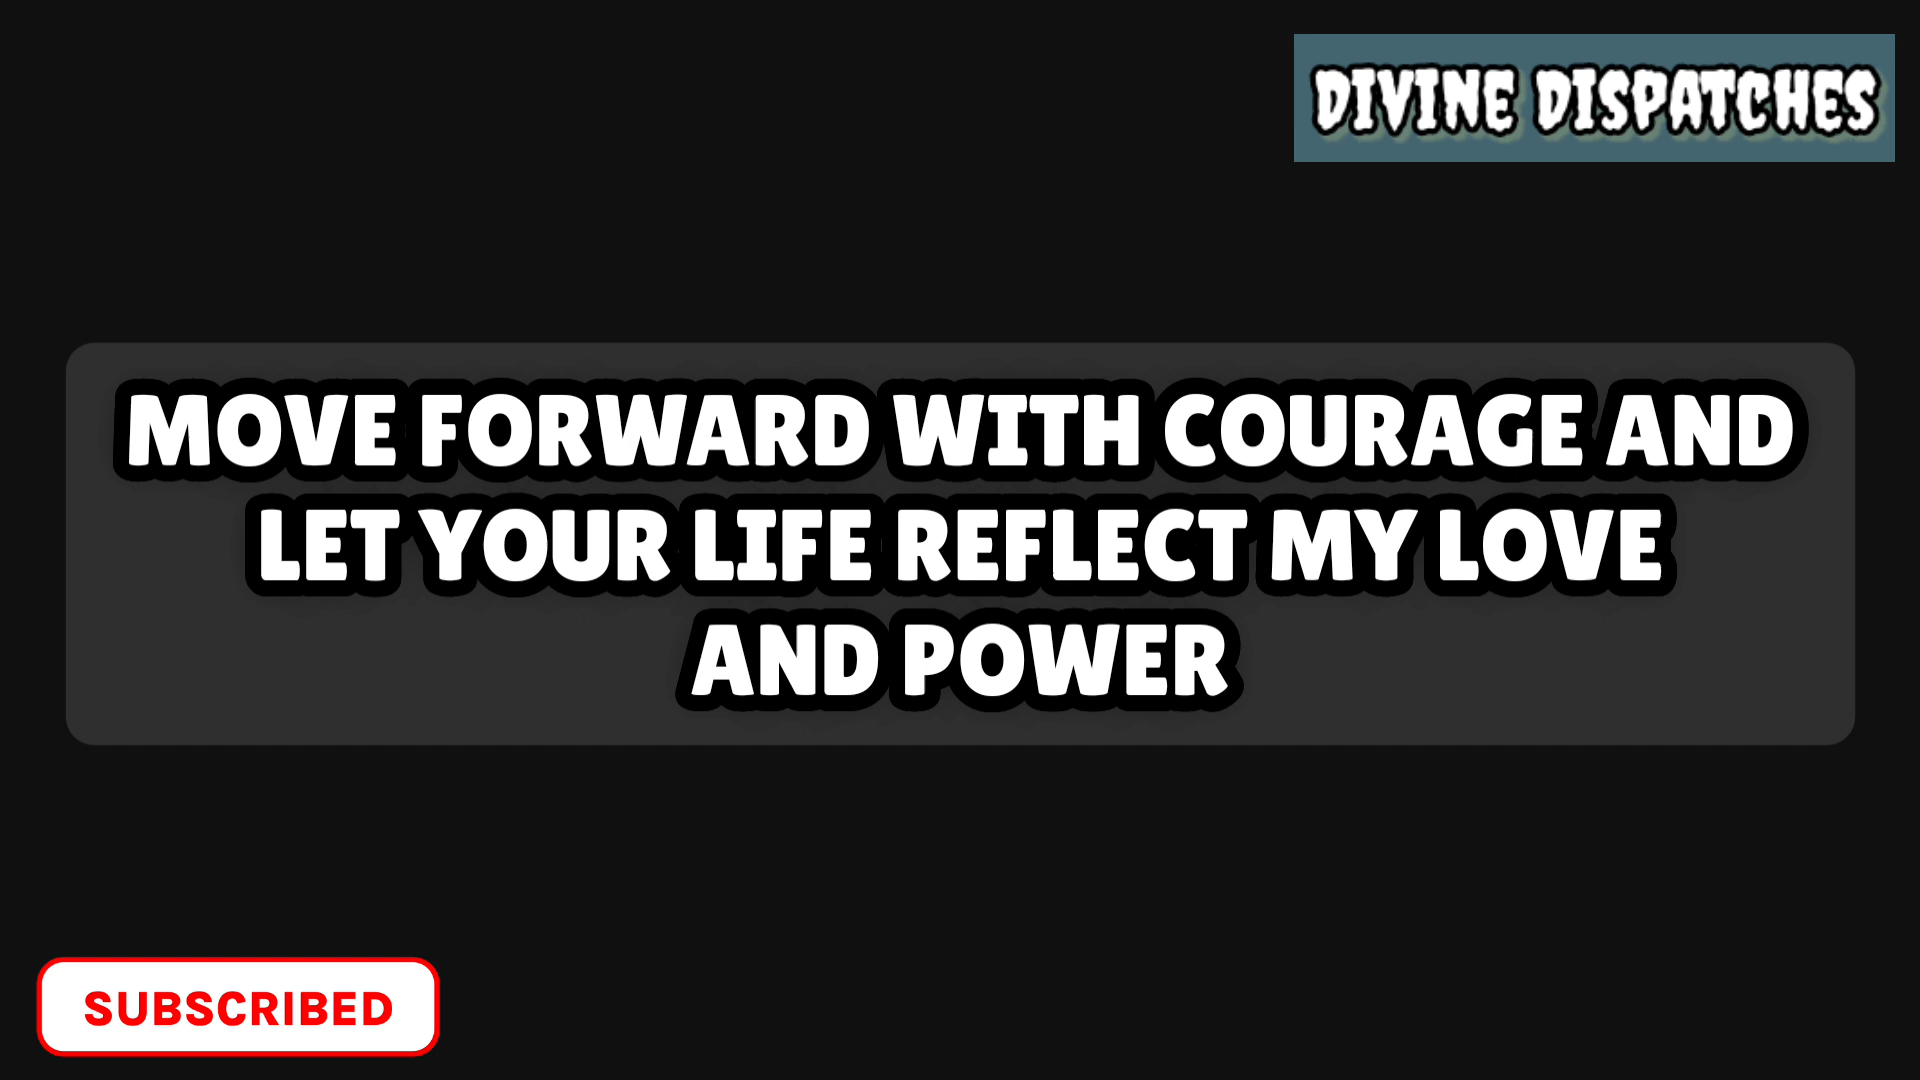 DIVINE DISPATCHES
MOVE FORWARD WITH COURAGE AND
LET YOUR LIFE REFLECT MY LOVE
AND POWER
SUBSCRIBED